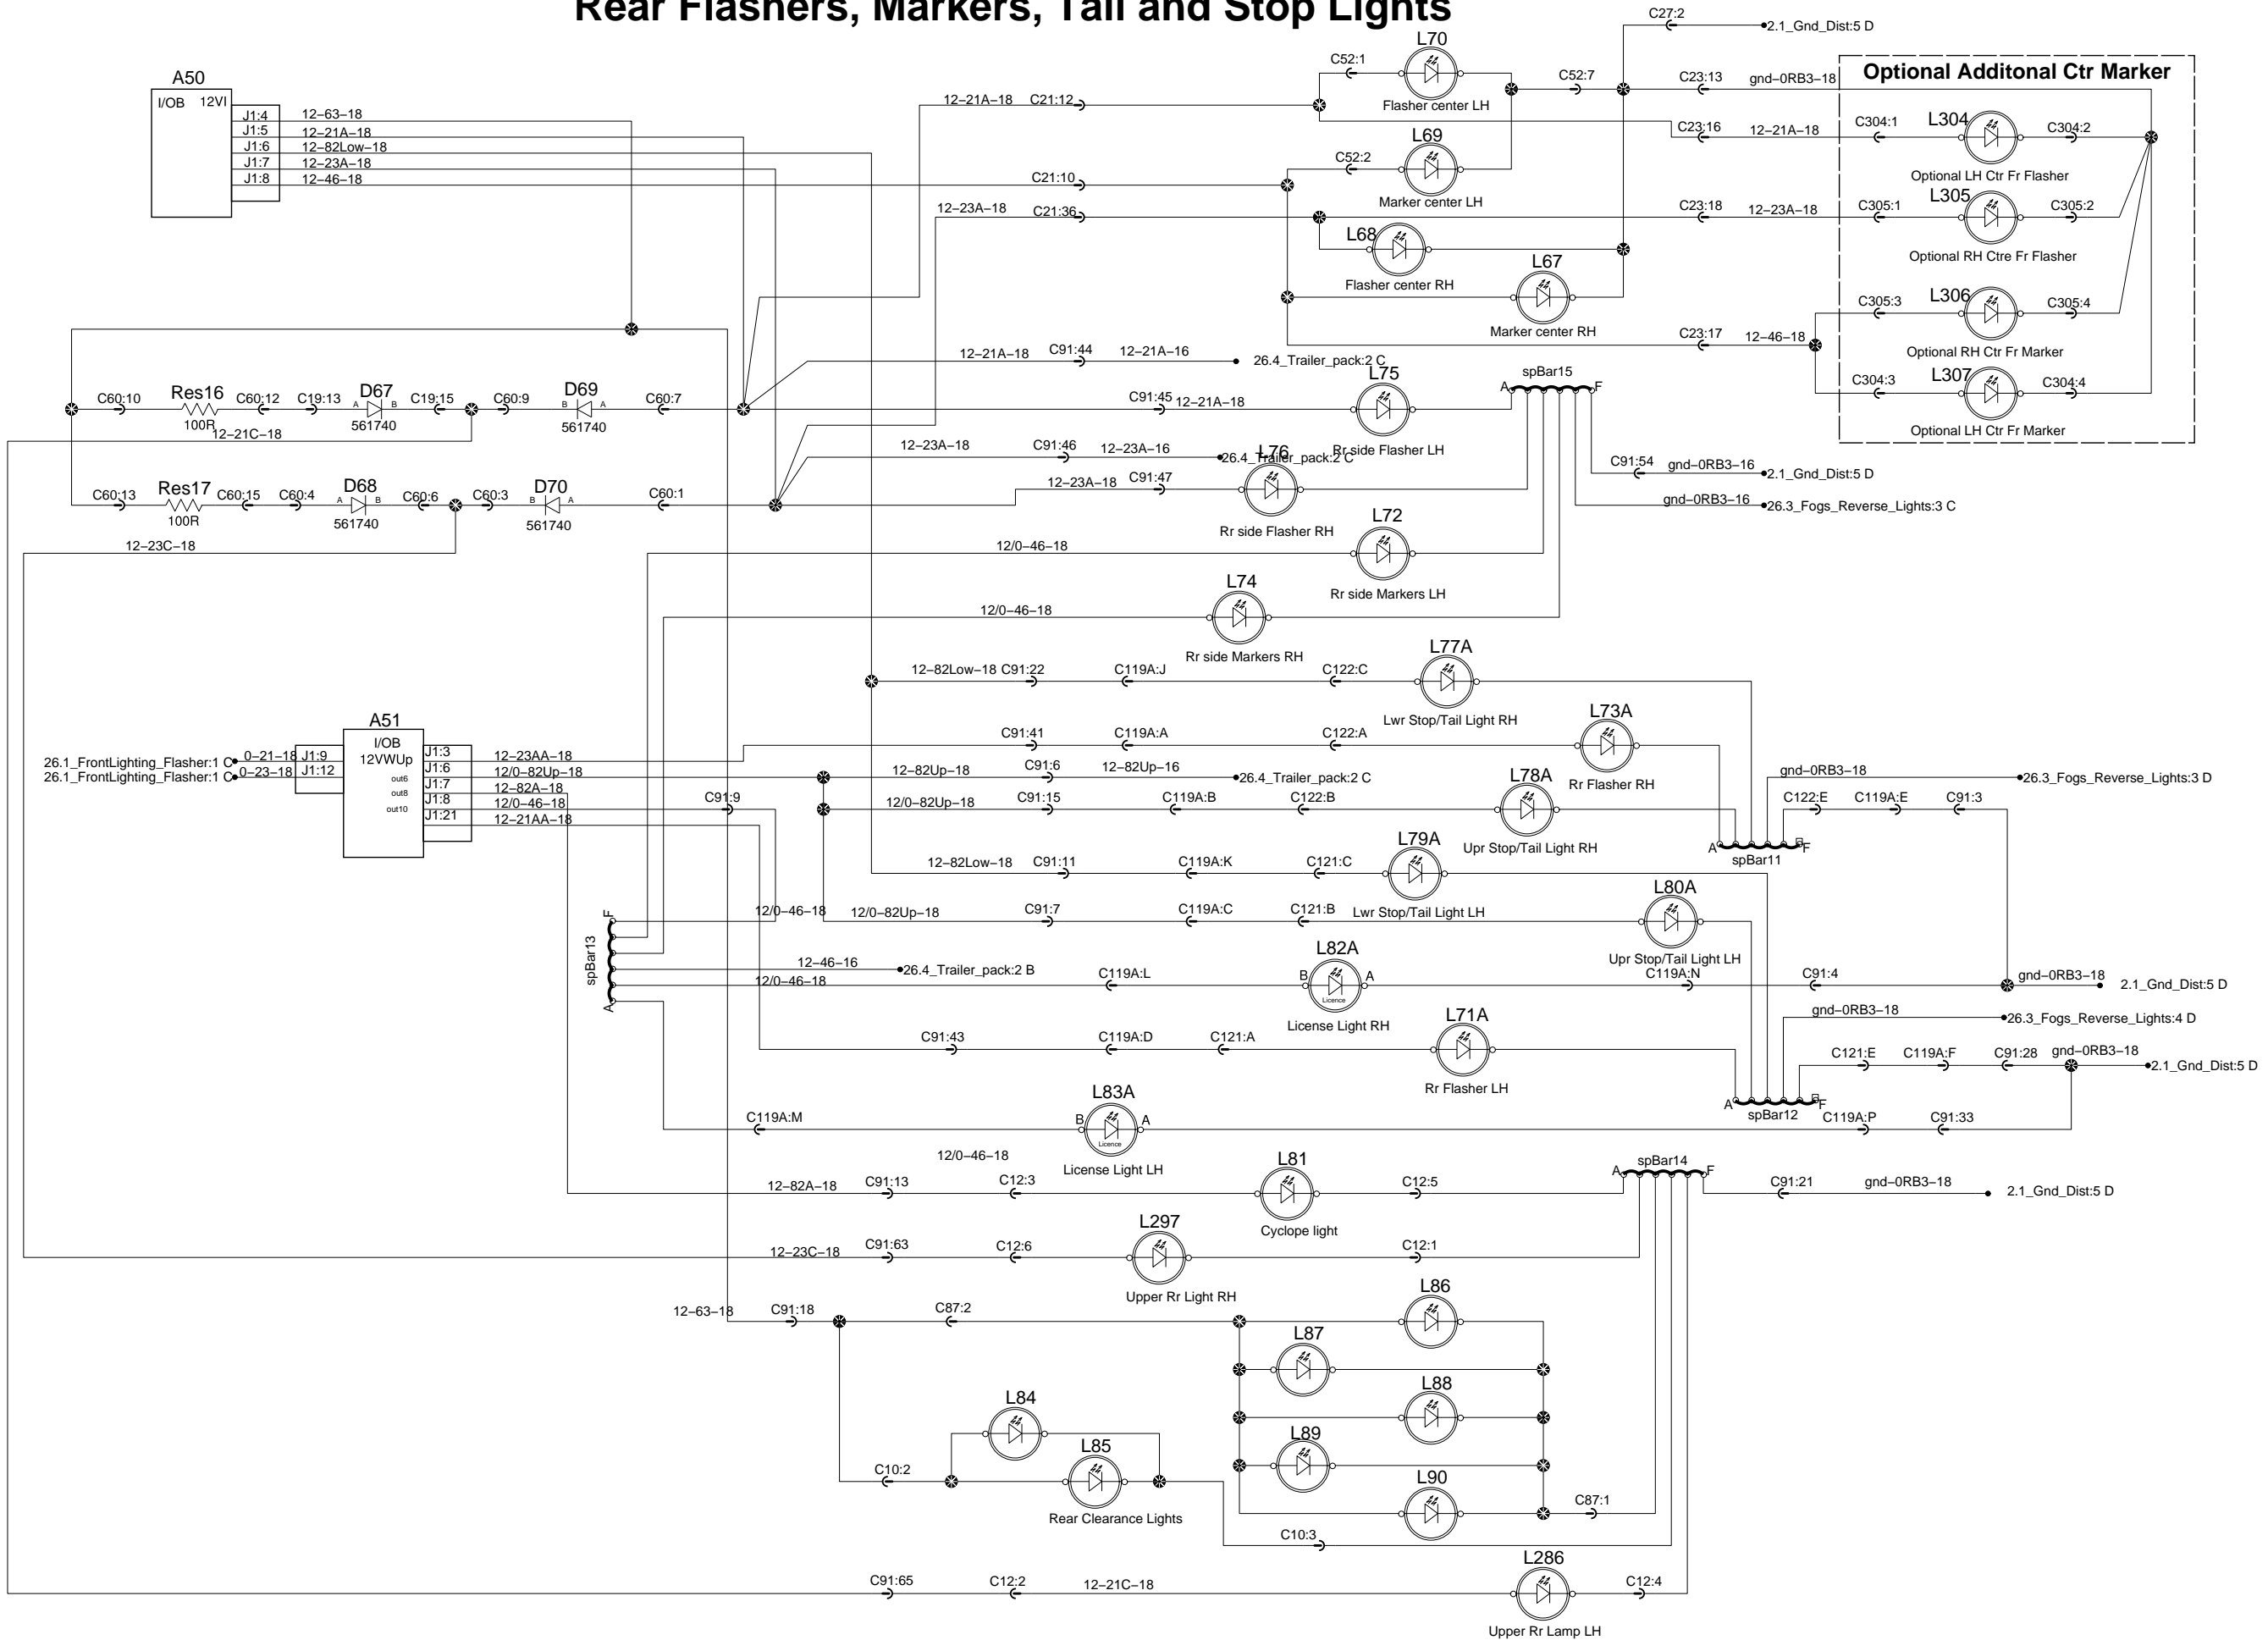 Rear Flashers, Markers, Tail and Stop Lights
C27:2
2.1_Gnd_Dist:5 D
L70
C52:1
C52:7
C23:13
gnd-0RB3-18
Optional Additonal Ctr Marker
A50
I/OB 12VI
J1:4
J1:5
J1:6
J1:7
J1:8
12-63-18
12-21A-18
12-82Low-18
12-23A-18
12-46-18
12-21A-18 C21:12
Flasher center LH
C23:16 12-21A-18 C304:1
L304
C304:2
Optional LH Ctr Fr Flasher
L69
C52:2
Marker center LH
C21:10
12-23A-18 C21:36
C23:18 12-23A-18 C305:1
L305
C305:2
Optional RH Ctre Fr Flasher
L68
Flasher center RH
L67
Marker center RH
C305:3
L306
C305:4
Optional RH Ctr Fr Marker
C23:17 12-46-18
C304:3
L307
C304:4
Optional LH Ctr Fr Marker
12-21A-18 C91:44 12-21A-16
26.4_Trailer_pack:2 C
L75
C91:45 12-21A-18
Rr side Flasher LH
spBar15
A F
C60:10
Res16
100R
C60:12
C19:13
D67
A B
561740
C19:15
C60:9
D69
B A
561740
C60:7
12-21C-18
12-23A-18 C91:46 12-23A-16
26.4_Trailer_pack:2 C
C91:54 gnd-0RB3-16
2.1_Gnd_Dist:5 D
L76
12-23A-18 C91:47
Rr side Flasher RH
gnd-0RB3-16
26.3_Fogs_Reverse_Lights:3 C
C60:13
Res17
100R
C60:15
C60:4
D68
A B
561740
C60:6
C60:3
D70
B A
561740
C60:1
12-23C-18
L72
12/0-46-18
Rr side Markers LH
L74
12/0-46-18
Rr side Markers RH
12-82Low-18 C91:22 C119A:J C122:C
L77A
Lwr Stop/Tail Light RH
A51
I/OB
12VWUp
out6
out8
out10
26.1_FrontLighting_Flasher:1 C
0-21-18 J1:9
26.1_FrontLighting_Flasher:1 C
0-23-18 J1:12
J1:3
J1:6
J1:7
J1:8
J1:21
12-23AA-18
12/0-82Up-18
12-82A-18
12/0-46-18
12-21AA-18
C91:9
C91:41 C119A:A C122:A
L73A
Rr Flasher RH
12-82Up-18 C91:6 12-82Up-16
26.4_Trailer_pack:2 C
gnd-0RB3-18
26.3_Fogs_Reverse_Lights:3 D
12/0-82Up-18 C91:15 C119A:B C122:B
L78A
Upr Stop/Tail Light RH
C122:E C119A:E C91:3
A F
spBar11
12-82Low-18 C91:11 C119A:K C121:C
L79A
Lwr Stop/Tail Light LH
12/0-46-18
12/0-82Up-18 C91:7 C119A:C C121:B
L80A
Upr Stop/Tail Light LH
F
spBar13
A
12-46-16
26.4_Trailer_pack:2 B
12/0-46-18
C119A:L
L82A
B A
Licence
License Light RH
C119A:N C91:4 gnd-0RB3-18
2.1_Gnd_Dist:5 D
gnd-0RB3-18
26.3_Fogs_Reverse_Lights:4 D
C91:43 C119A:D C121:A
L71A
Rr Flasher LH
C121:E C119A:F C91:28 gnd-0RB3-18
2.1_Gnd_Dist:5 D
A F
spBar12
C119A:M
L83A
B A
Licence
License Light LH
C119A:P C91:33
12/0-46-18
12-82A-18 C91:13 C12:3
L81
Cyclope light
C12:5
spBar14
A F
C91:21 gnd-0RB3-18
2.1_Gnd_Dist:5 D
12-23C-18 C91:63 C12:6
L297
Upper Rr Light RH
C12:1
12-63-18 C91:18 C87:2
L86
L87
L88
L89
L90
C87:1
L84
C10:2
L85
Rear Clearance Lights
C10:3
C91:65 C12:2 12-21C-18
L286
Upper Rr Lamp LH
C12:4